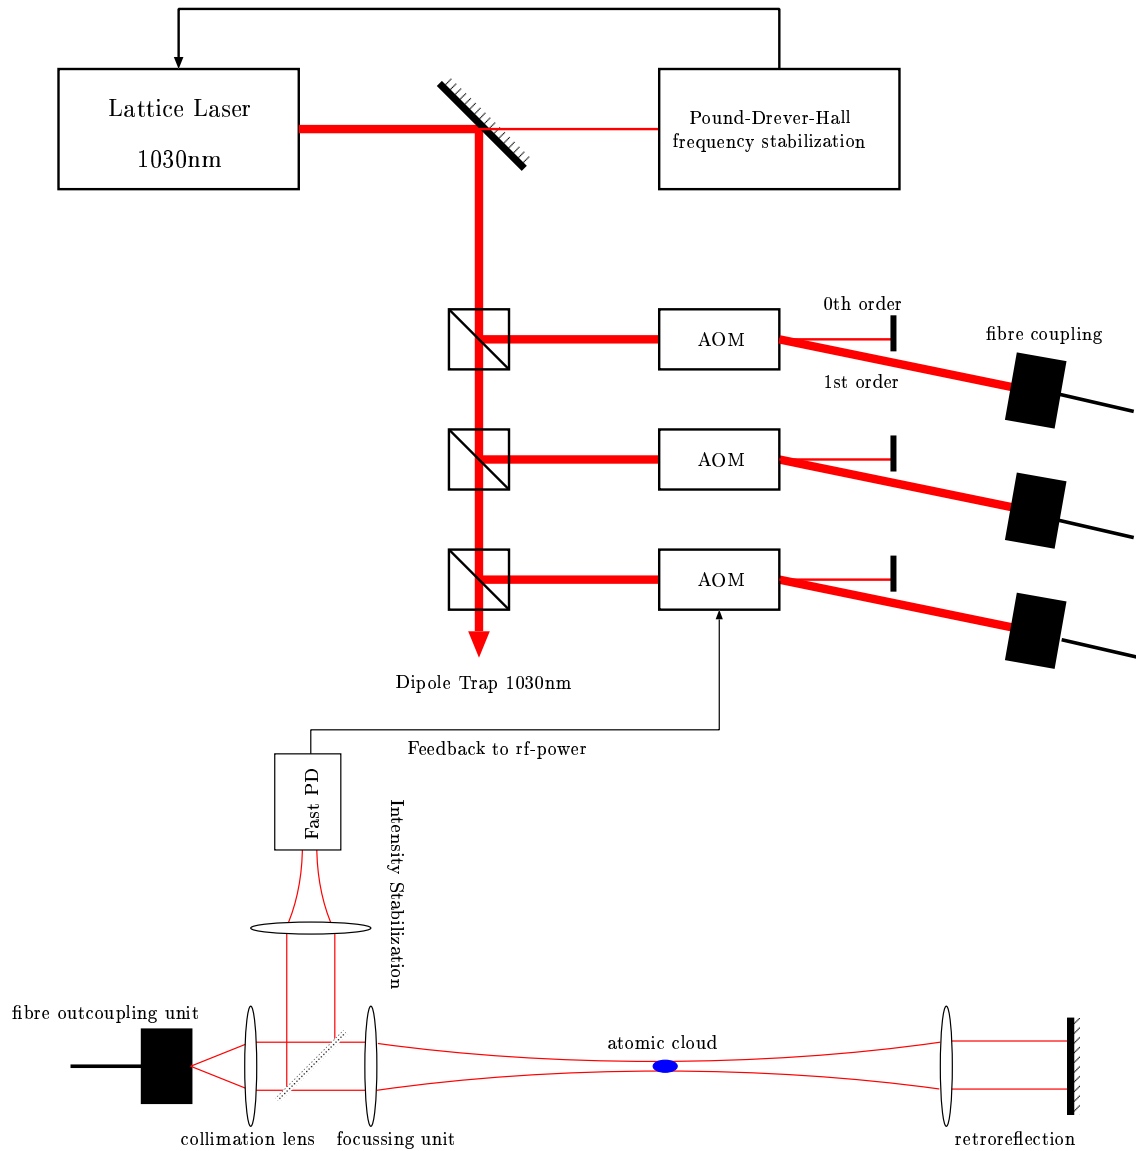 Lattice Laser
1030nm
Pound-Drever-Hall
frequency stabilization
0th order
fibre coupling
AOM
1st order
AOM
AOM
Dipole Trap 1030nm
Feedback to rf-power
Fast PD
Intensity Stabilization
fibre outcoupling unit
atomic cloud
collimation lens
focussing unit
retroreflection